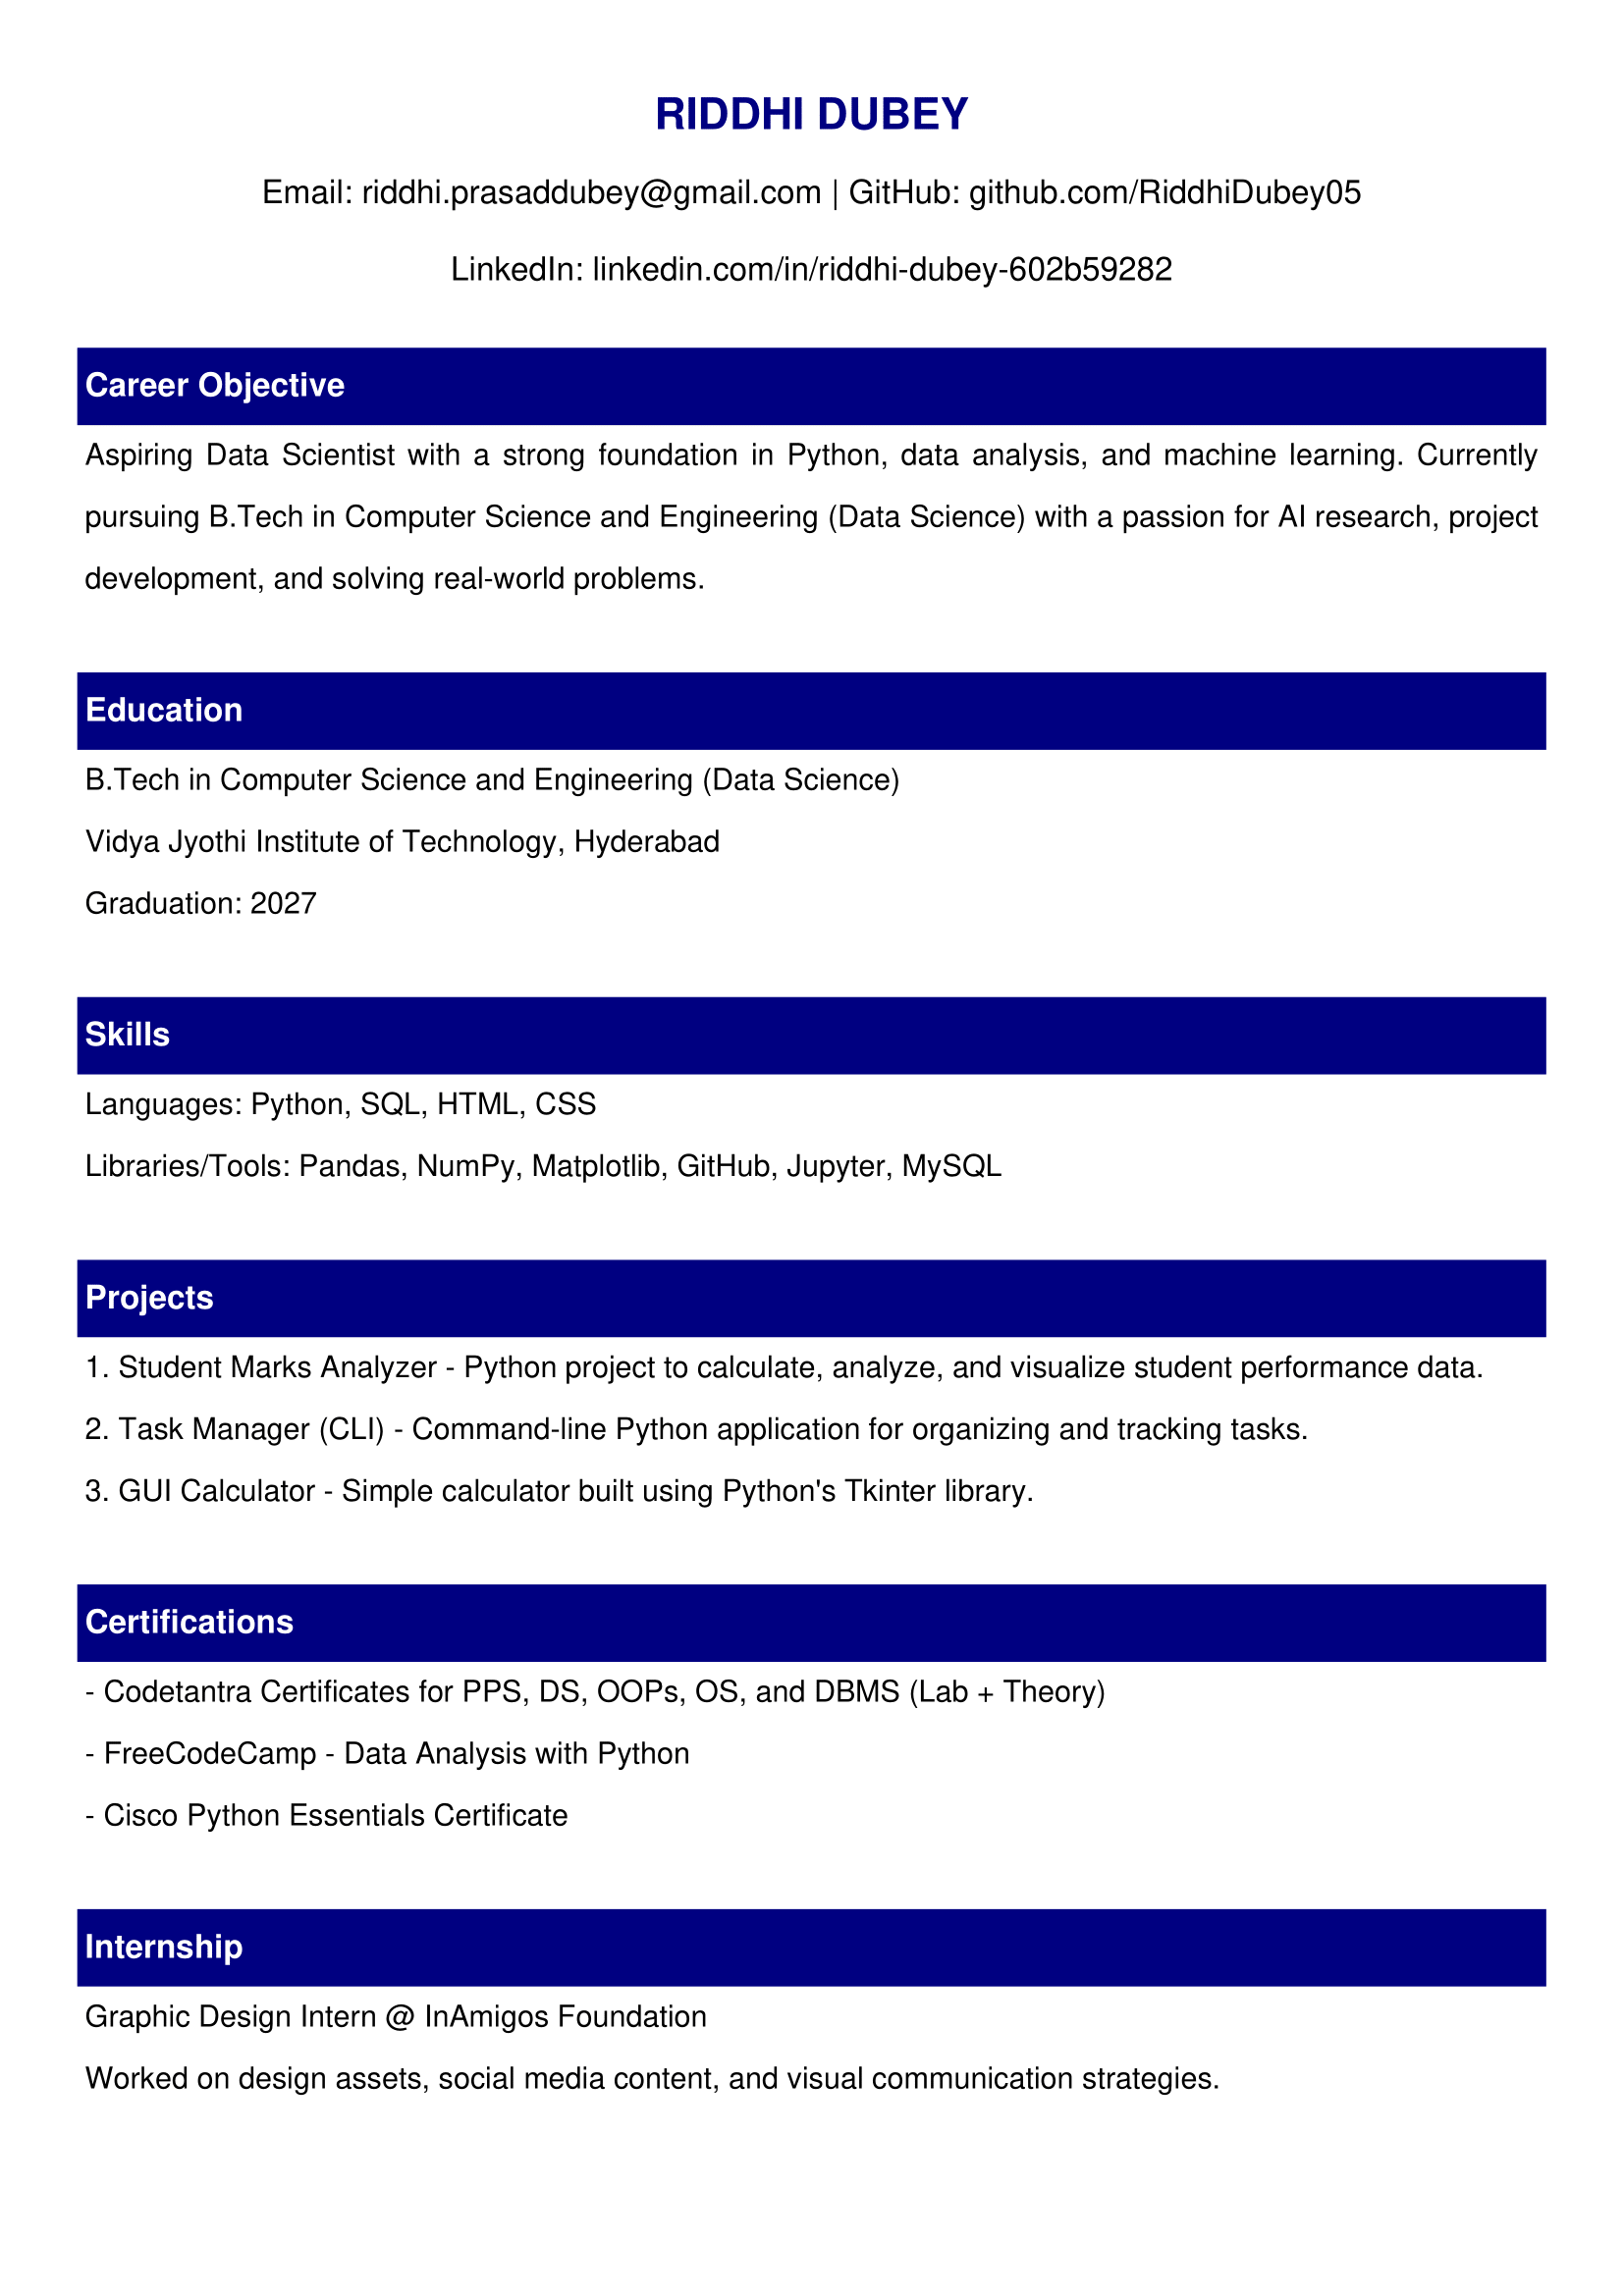 RIDDHI DUBEY
Email: riddhi.prasaddubey@gmail.com | GitHub: github.com/RiddhiDubey05
LinkedIn: linkedin.com/in/riddhi-dubey-602b59282
Career Objective
Aspiring Data Scientist with a strong foundation in Python, data analysis, and machine learning. Currently
pursuing B.Tech in Computer Science and Engineering (Data Science) with a passion for AI research, project
development, and solving real-world problems.
Education
B.Tech in Computer Science and Engineering (Data Science)
Vidya Jyothi Institute of Technology, Hyderabad
Graduation: 2027
Skills
Languages: Python, SQL, HTML, CSS
Libraries/Tools: Pandas, NumPy, Matplotlib, GitHub, Jupyter, MySQL
Projects
1. Student Marks Analyzer - Python project to calculate, analyze, and visualize student performance data.
2. Task Manager (CLI) - Command-line Python application for organizing and tracking tasks.
3. GUI Calculator - Simple calculator built using Python's Tkinter library.
Certifications
- Codetantra Certificates for PPS, DS, OOPs, OS, and DBMS (Lab + Theory)
- FreeCodeCamp - Data Analysis with Python
- Cisco Python Essentials Certificate
Internship
Graphic Design Intern @ InAmigos Foundation
Worked on design assets, social media content, and visual communication strategies.